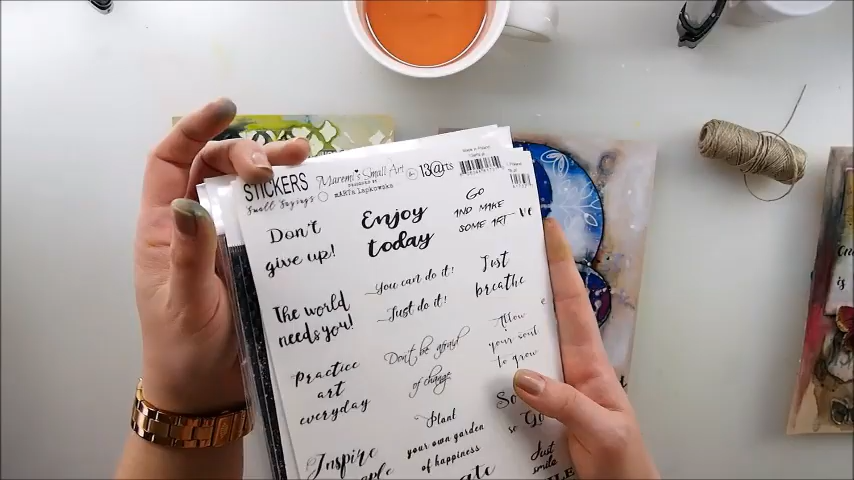 STICKERS
Small Sayings
Maremi's Small Art
DESIGNED BY
MARTA Lapkowska
13@rts
Made in Poland
Don't
give up!
Enjoy
today
GO
AND MAKE
SOME ART
The world
needs you!
You can do it!
Just do it!
Just
breathe
Practice
art
everyday
Don't be afraid
of change
Allow
your soul
to grow
Inspire
Plant
your own garden
of happiness
so
Just
smile
is